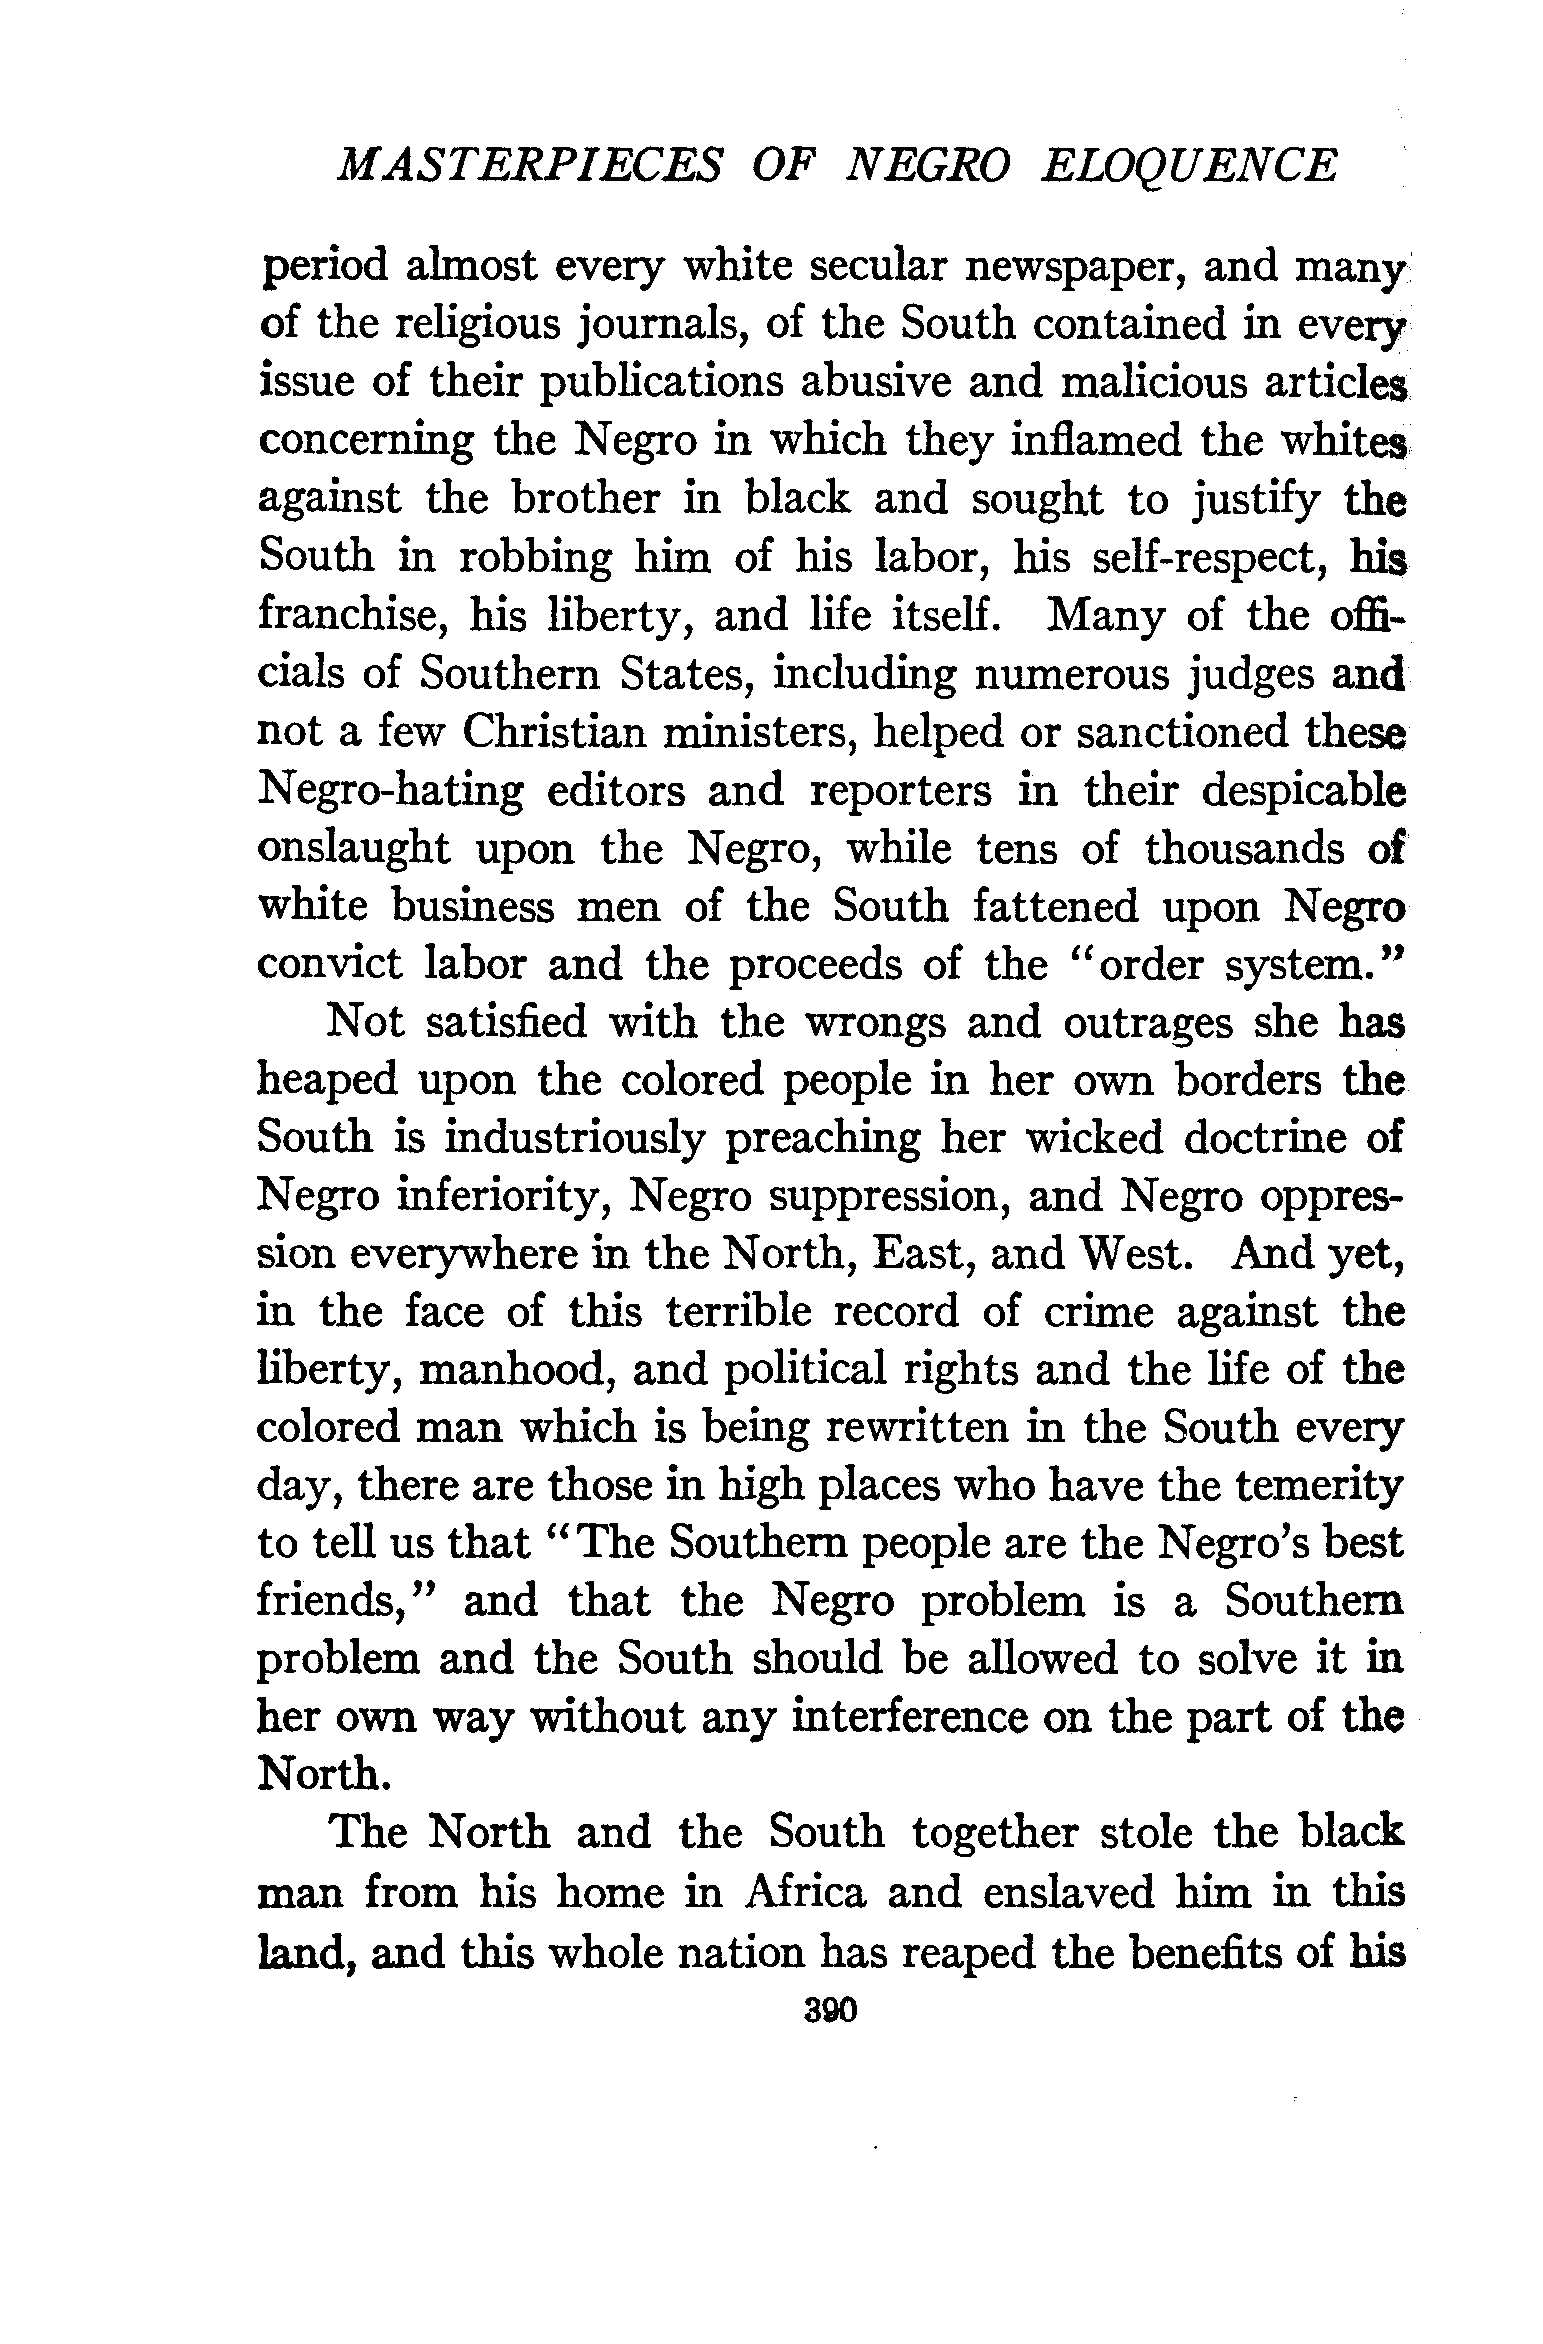 MASTERPIECES OF NEGRO ELOQUENCE
period almost every white secular newspaper, and many
of the religious journals, of the South contained in every
issue of their publications abusive and malicious articles
concerning the Negro in which they inflamed the whites
against the brother in black and sought to justify the
South in robbing him of his labor, his self-respect, his
franchise, his liberty, and life itself. Many of the offi-
cials of Southern States, including numerous judges and
not a few Christian ministers, helped or sanctioned these
Negro-hating editors and reporters in their despicable
onslaught upon the Negro, while tens of thousands of
white business men of the South fattened upon Negro
convict labor and the proceeds of the "order system."
Not satisfied with the wrongs and outrages she has
heaped upon the colored people in her own borders the
South is industriously preaching her wicked doctrine of
Negro inferiority, Negro suppression, and Negro oppres-
sion everywhere in the North, East, and West. And yet,
in the face of this terrible record of crime against the
liberty, manhood, and political rights and the life of the
colored man which is being rewritten in the South every
day, there are those in high places who have the temerity
to tell us that "The Southern people are the Negro's best
friends," and that the Negro problem is a Southern
problem and the South should be allowed to solve it in
her own way without any interference on the part of the
North.
The North and the South together stole the black
man from his home in Africa and enslaved him in this
land, and this whole nation has reaped the benefits of his
390